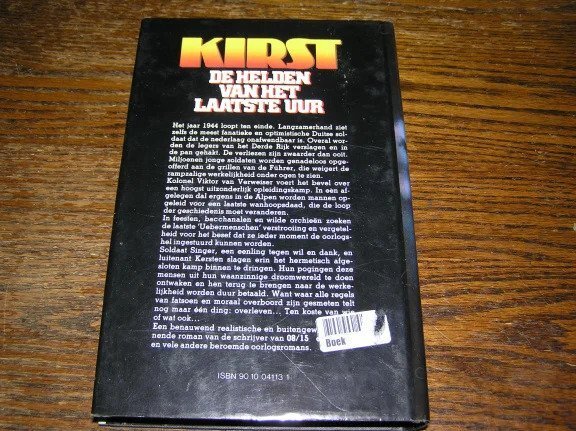 KIRST
DE HELDEN
VAN HET
LAATSTE UUR
Het jaar 1944 loopt ten einde. Langzamerhand ziet
zelfs de meest fanatieke en optimistische Duitse sol-
daat dat de nederlaag onafwendbaar is. Overal wor-
den de legers van het Derde Rijk verslagen en in
de pan gehakt. De verliezen zijn zwaarder dan ooit.
Miljoenen jonge soldaten worden genadeloos opge-
offerd aan de grillen van de Führer, die weigert de
rampzalige werkelijkheid onder ogen te zien.
Kolonel Viktor van Verweiser voert het bevel over
een hoogst uitzonderlijk opleidingskamp. In een af-
gelegen dal ergens in de Alpen worden mannen op-
geleid voor een laatste wanhoopsdaad, die de loop
der geschiedenis moet veranderen.
In feesten, bacchanalen en wilde orchieën zoeken
de laatste 'Uebermenschen' verstrooiing en vergetel-
heid voor het besef dat ze ieder moment de oorlogs-
hel ingestuurd kunnen worden.
Soldaat Singer, een eenling tegen wil en dank, en
luitenant Kersten slagen erin het hermetisch afge-
sloten kamp binnen te dringen. Hun pogingen deze
mensen uit hun waanzinnige droomwereld te doen
ontwaken en hen terug te brengen naar de werke-
lijkheid worden duur betaald. Want waar alle regels
van fatsoen en moraal overboord zijn gesmeten telt
nog maar één ding: overleven... Ten koste van wie
of wat ook...
Een benauwend realistische en buitengew
nende roman van de schrijver van 08/15
en vele andere beroemde oorlogsromans.
Boek
ISBN 90 10 04113 1